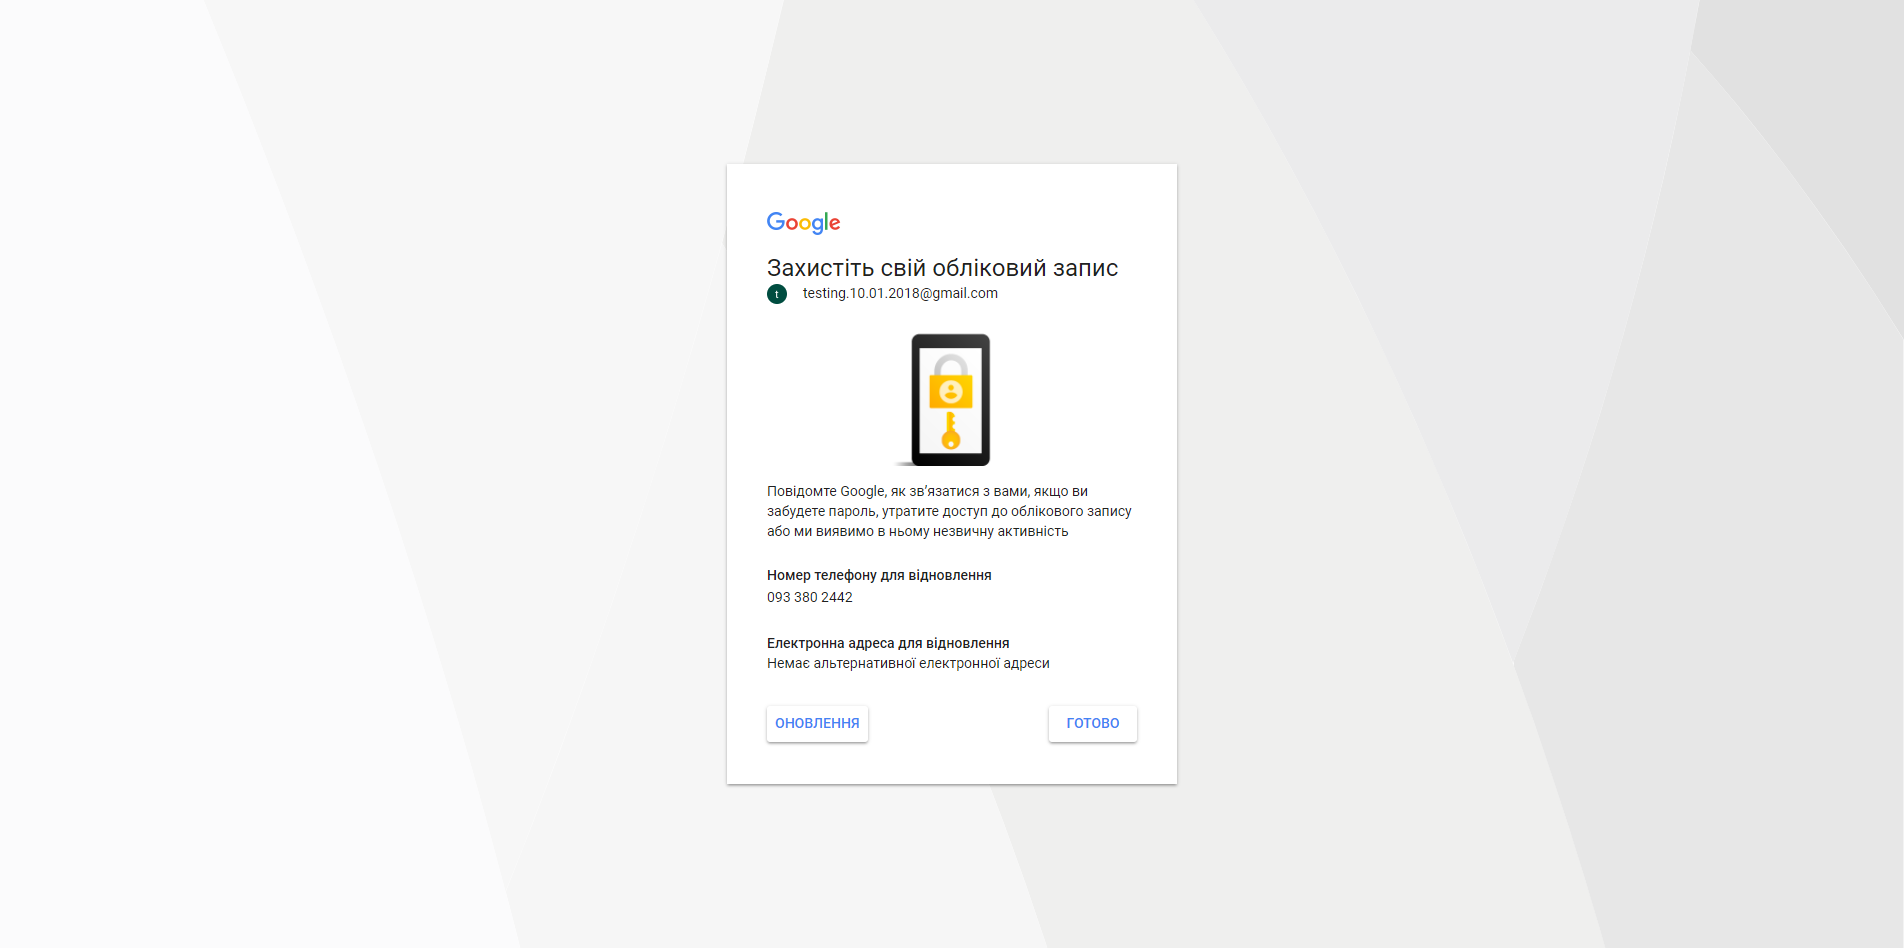 Google
Захистіть свій обліковий запис
t testing.10.01.2018@gmail.com
Повідомте Google, як зв’язатися з вами, якщо ви
забудете пароль, утратите доступ до облікового запису
або ми виявимо в ньому незвичну активність
Номер телефону для відновлення
093 380 2442
Електронна адреса для відновлення
Немає альтернативної електронної адреси
ОНОВЛЕННЯ ГОТОВО